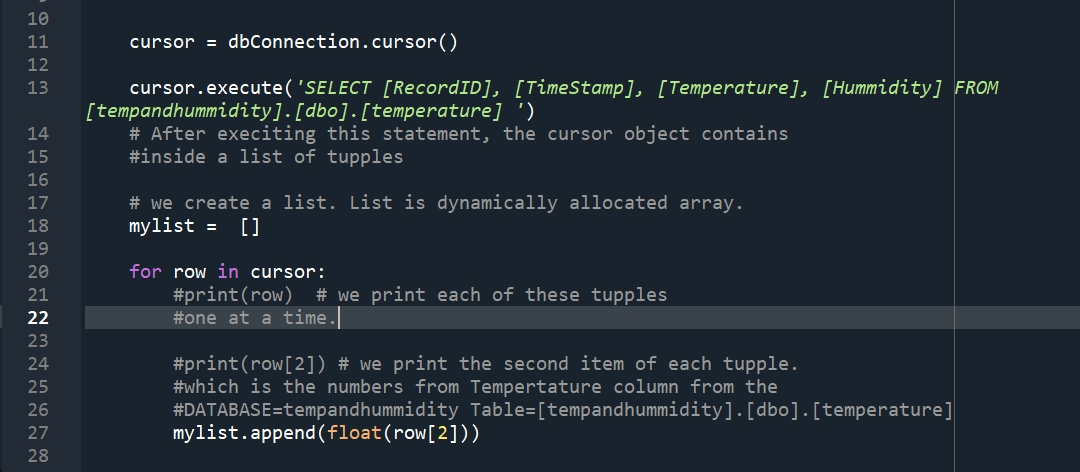 10
11 cursor = dbConnection.cursor()
12
13 cursor.execute('SELECT [RecordID], [TimeStamp], [Temperature], [Hummidity] FROM
[tempandhummidity].[dbo].[temperature] ')
14 # After execiting this statement, the cursor object contains
15 #inside a list of tupples
16
17 # we create a list. List is dynamically allocated array.
18 mylist =  []
19
20 for row in cursor:
21 #print(row)  # we print each of these tupples
22 #one at a time.
23
24 #print(row[2]) # we print the second item of each tupple.
25 #which is the numbers from Tempertature column from the
26 #DATABASE=tempandhummidity Table=[tempandhummidity].[dbo].[temperature]
27 mylist.append(float(row[2]))
28